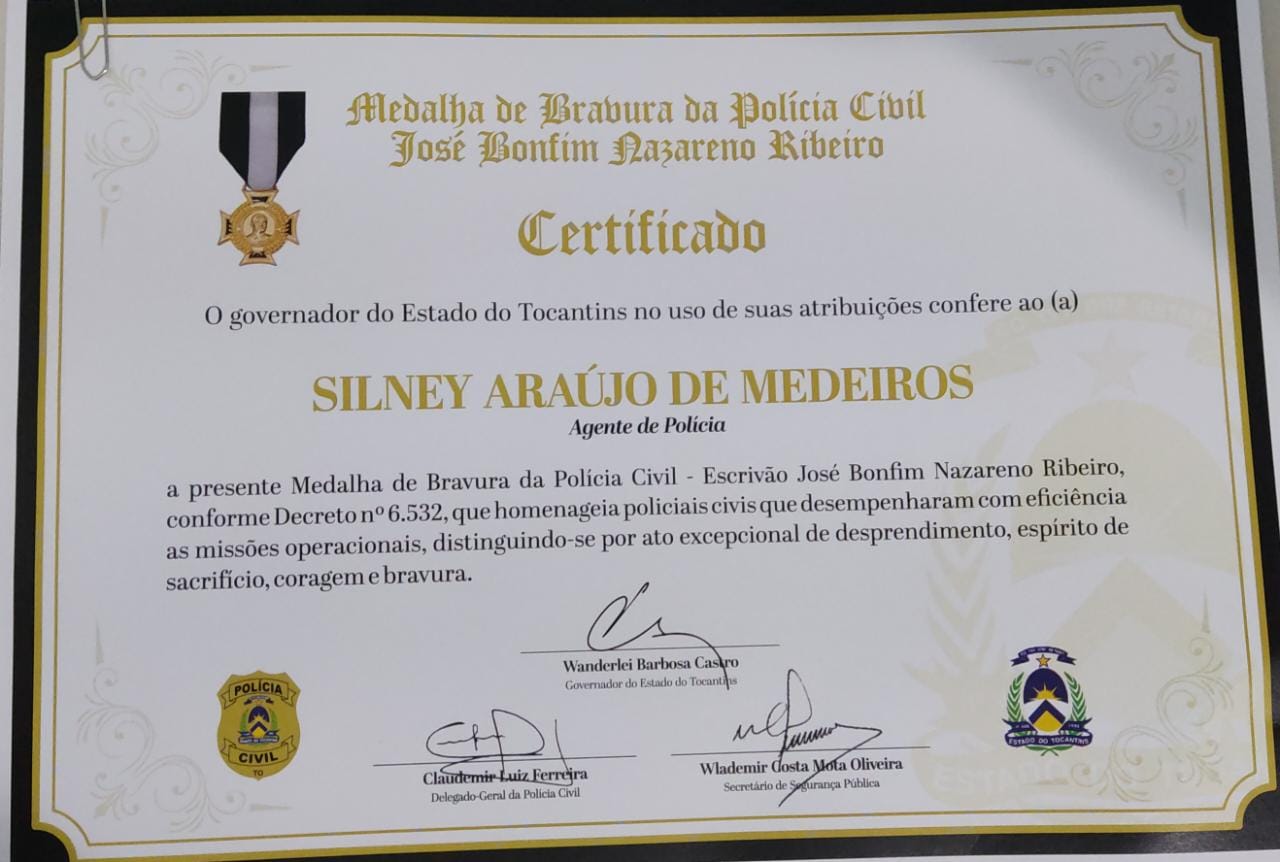 Medalha de Bravura da Polícia Civil
José Bonfim Nazareno Ribeiro
Certificado
O governador do Estado do Tocantins no uso de suas atribuições confere ao (a)
SILNEY ARAÚJO DE MEDEIROS
Agente de Polícia
a presente Medalha de Bravura da Polícia Civil - Escrivão José Bonfim Nazareno Ribeiro,
conforme Decreto nº 6.532, que homenageia policiais civis que desempenharam com eficiência
as missões operacionais, distinguindo-se por ato excepcional de desprendimento, espírito de
sacrifício, coragem e bravura.
Wanderlei Barbosa Castro
Governador do Estado do Tocantins
Claudemir Luiz Ferreira
Delegado-Geral da Polícia Civil
Wlademir Costa Mota Oliveira
Secretário de Segurança Pública
POLÍCIA
CIVIL
TO
ESTADO DO TOCANTINS